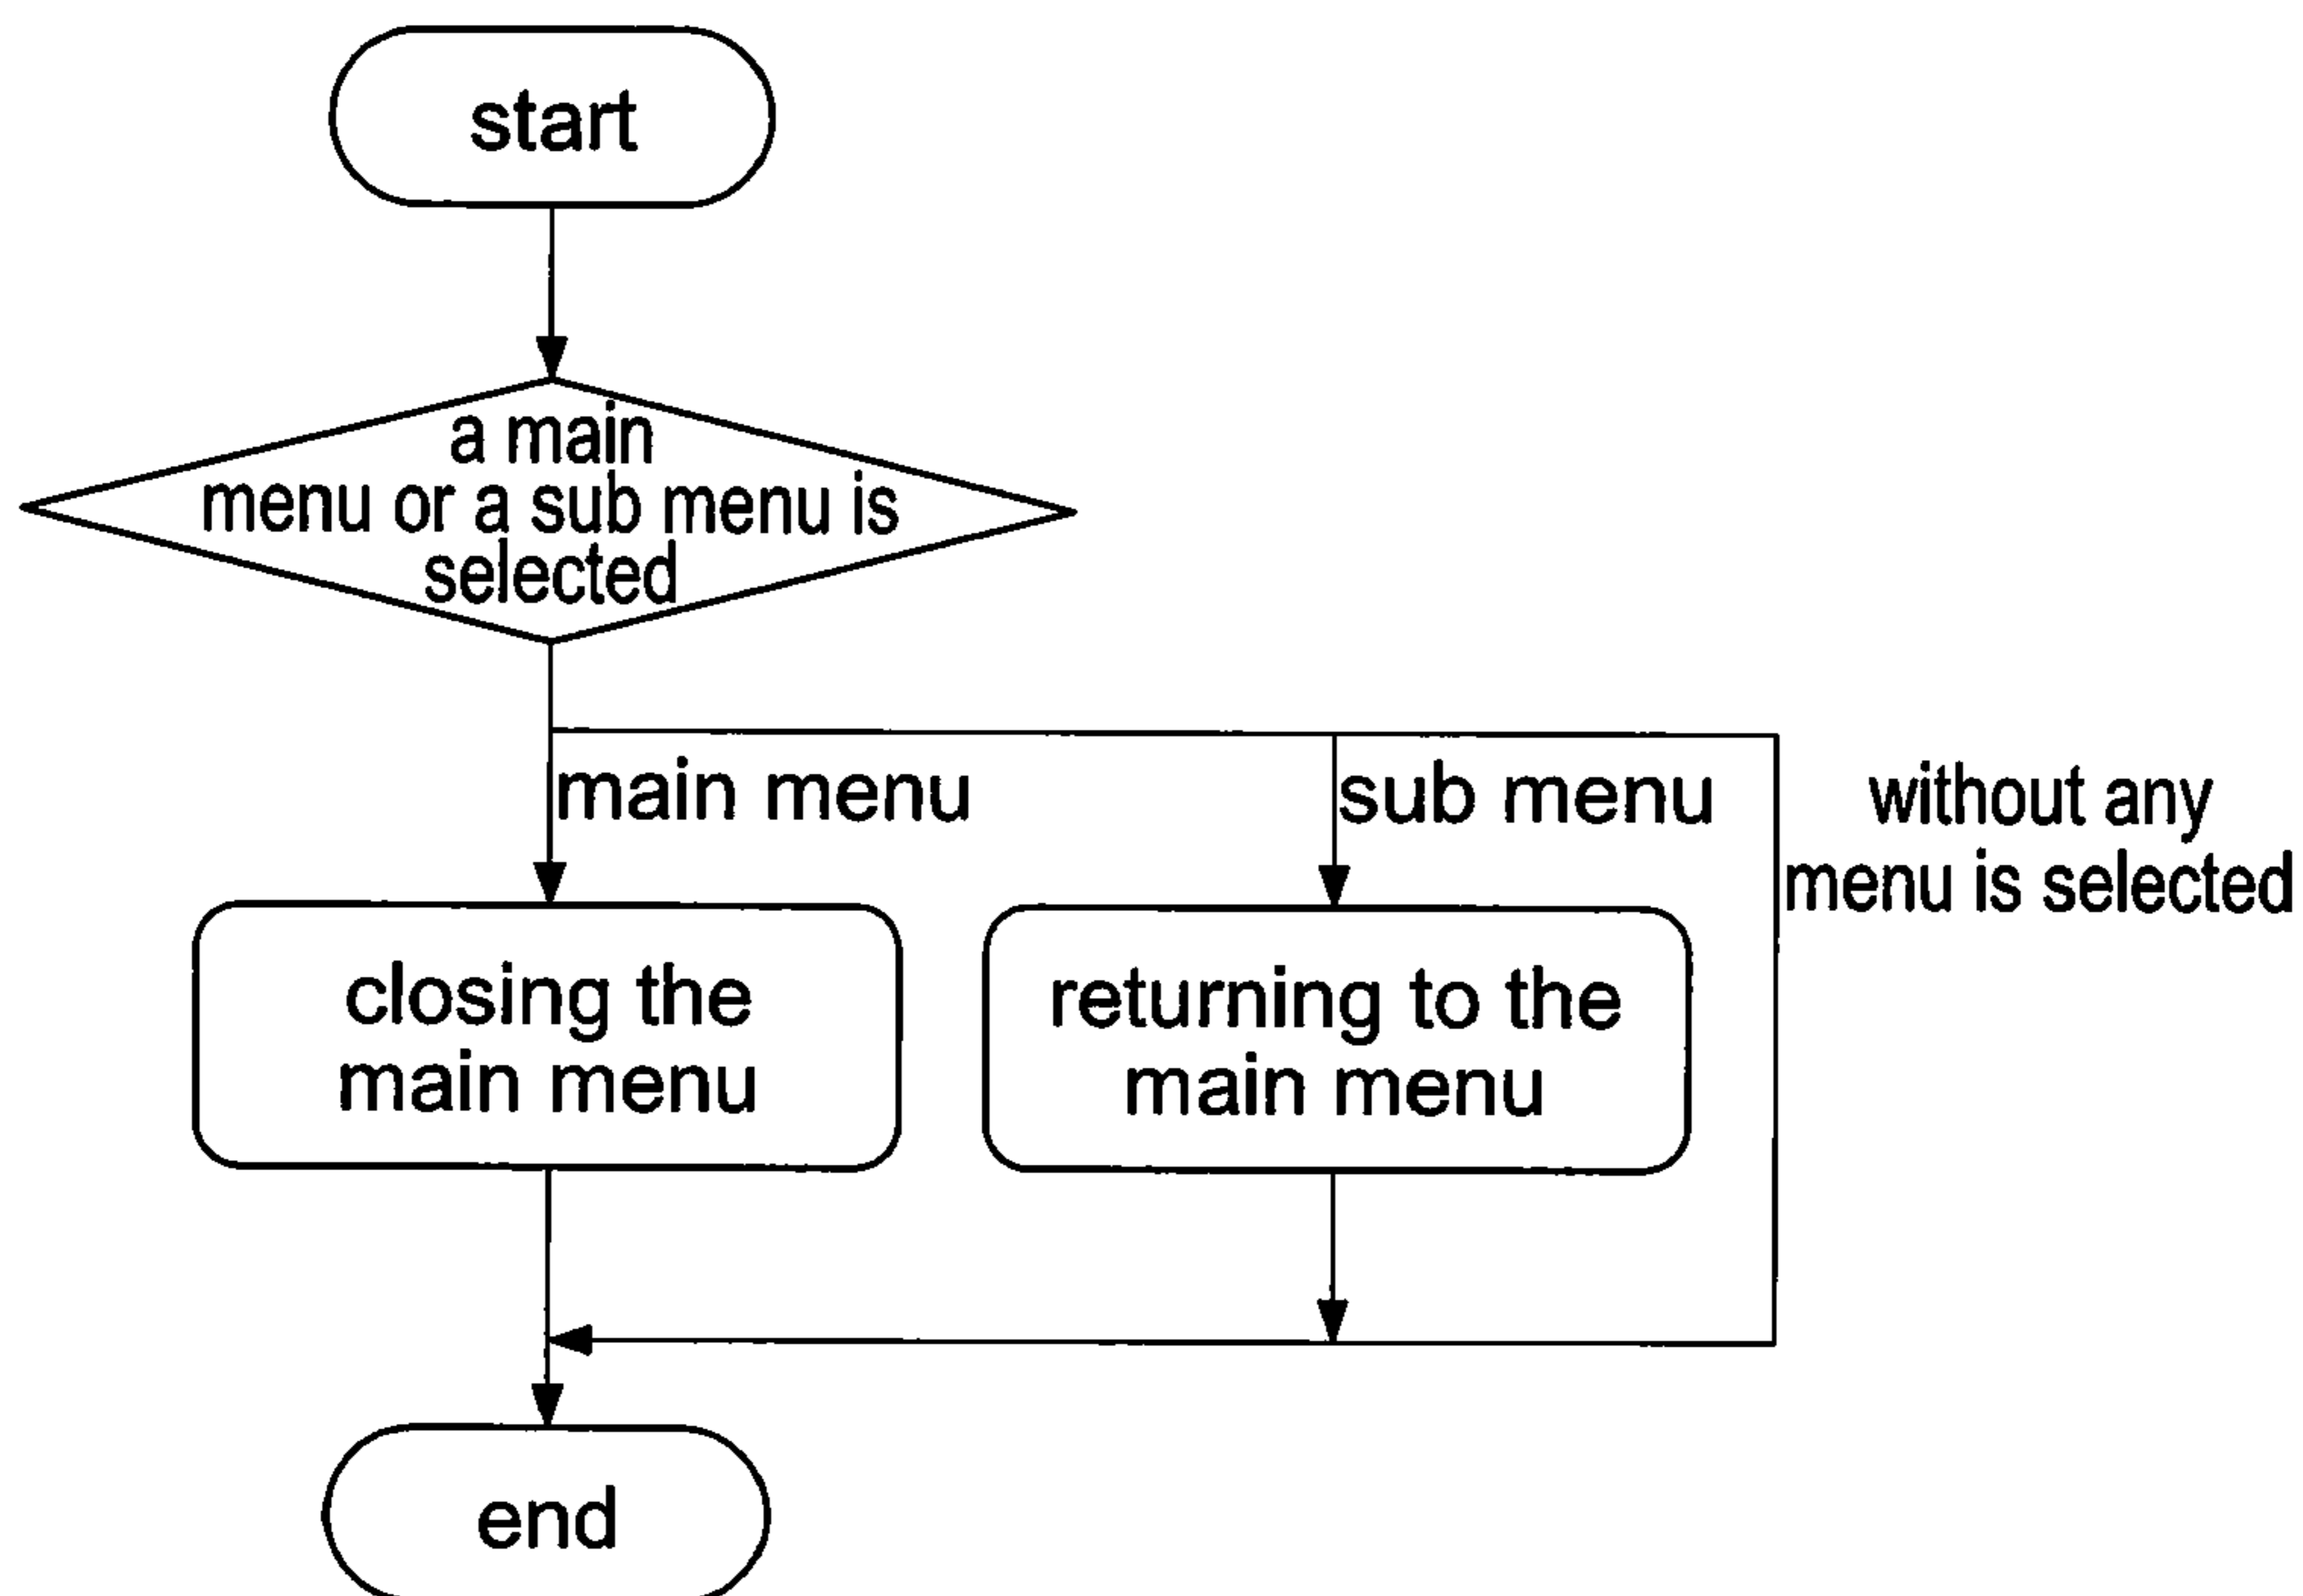 start
a main
menu or a sub menu is
selected
main menu
sub menu
without any
menu is selected
closing the
main menu
returning to the
main menu
end